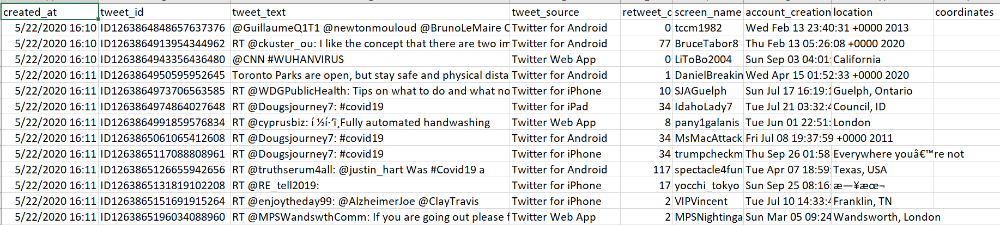 created_at tweet_id tweet_text tweet_source retweet_c screen_name account_creation location coordinates
5/22/2020 16:10 ID1263864848657637376 @GuillaumeQ1T1 @newtonmouloud @BrunoLeMaire C Twitter for Android 0 tccm1982 Wed Feb 13 23:40:31 +0000 2013
5/22/2020 16:10 ID1263864913954344962 RT @ckuster_ou: I like the concept that there are two im Twitter for Android 77 BruceTabor8 Thu Feb 13 05:26:08 +0000 2020
5/22/2020 16:10 ID1263864943356436480 @CNN #WUHANVIRUS Twitter Web App 0 LiToBo2004 Sun Sep 03 04:01: California
5/22/2020 16:11 ID1263864950595952645 Toronto Parks are open, but stay safe and physical dista Twitter for Android 1 DanielBreakin Wed Apr 15 01:52:33 +0000 2020
5/22/2020 16:11 ID1263864973706563585 RT @WDGPublicHealth: Tips on what to do and what no Twitter for iPhone 10 SJAGuelph Sun Jul 17 16:19:1 Guelph, Ontario
5/22/2020 16:11 ID1263864974864027648 RT @Dougsjourney7: #covid19 Twitter for iPad 34 IdahoLady7 Tue Jul 21 03:32:4 Council, ID
5/22/2020 16:11 ID1263864991859576834 RT @cyprusbiz: í ½í·‘ï¸Fully automated handwashing Twitter Web App 8 pany1galanis Tue Jun 01 22:51: London
5/22/2020 16:11 ID1263865061065412608 RT @Dougsjourney7: #covid19 Twitter for Android 34 MsMacAttack Fri Jul 08 19:37:59 +0000 2011
5/22/2020 16:11 ID1263865117088808961 RT @Dougsjourney7: #covid19 Twitter for iPhone 34 trumpcheckm Thu Sep 26 01:58 Everywhere youâ€™re not
5/22/2020 16:11 ID1263865126655942656 RT @truthserum4all: @justin_hart Was #Covid19 a Twitter for Android 117 spectacle4fun Tue Apr 07 18:59: Texas, USA
5/22/2020 16:11 ID1263865131819102208 RT @RE_tell2019: Twitter for iPhone 17 yocchi_tokyo Sun Sep 25 08:16: æ—¥æœ¬
5/22/2020 16:11 ID1263865151691915264 RT @enjoytheday99: @AlzheimerJoe @ClayTravis Twitter for iPhone 2 VIPVincent Tue Jul 10 14:33:4 Franklin, TN
5/22/2020 16:11 ID1263865196034088960 RT @MPSWandswthComm: If you are going out please f Twitter Web App 2 MPSNightinga Sun Mar 05 09:24 Wandsworth, London